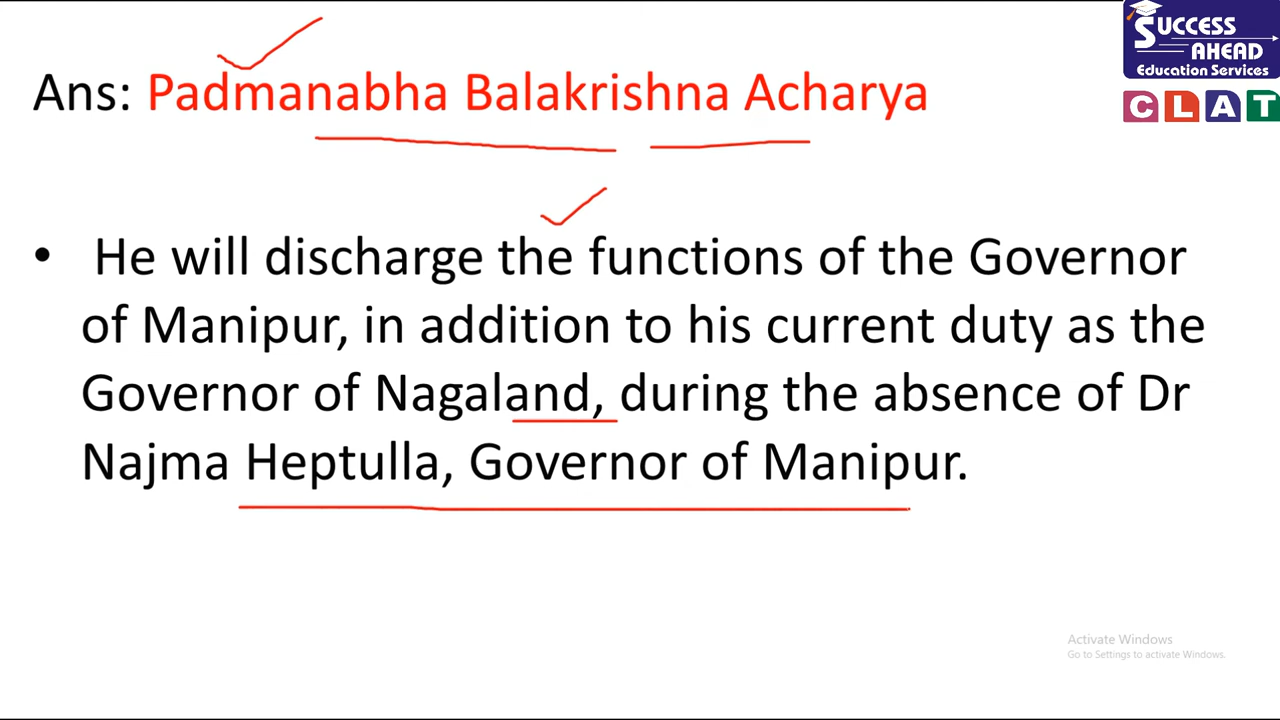 SUCCESS
AHEAD
Education Services
CLAT
Ans: Padmanabha Balakrishna Acharya
• He will discharge the functions of the Governor
of Manipur, in addition to his current duty as the
Governor of Nagaland, during the absence of Dr
Najma Heptulla, Governor of Manipur.
Activate Windows
Go to Settings to activate Windows.